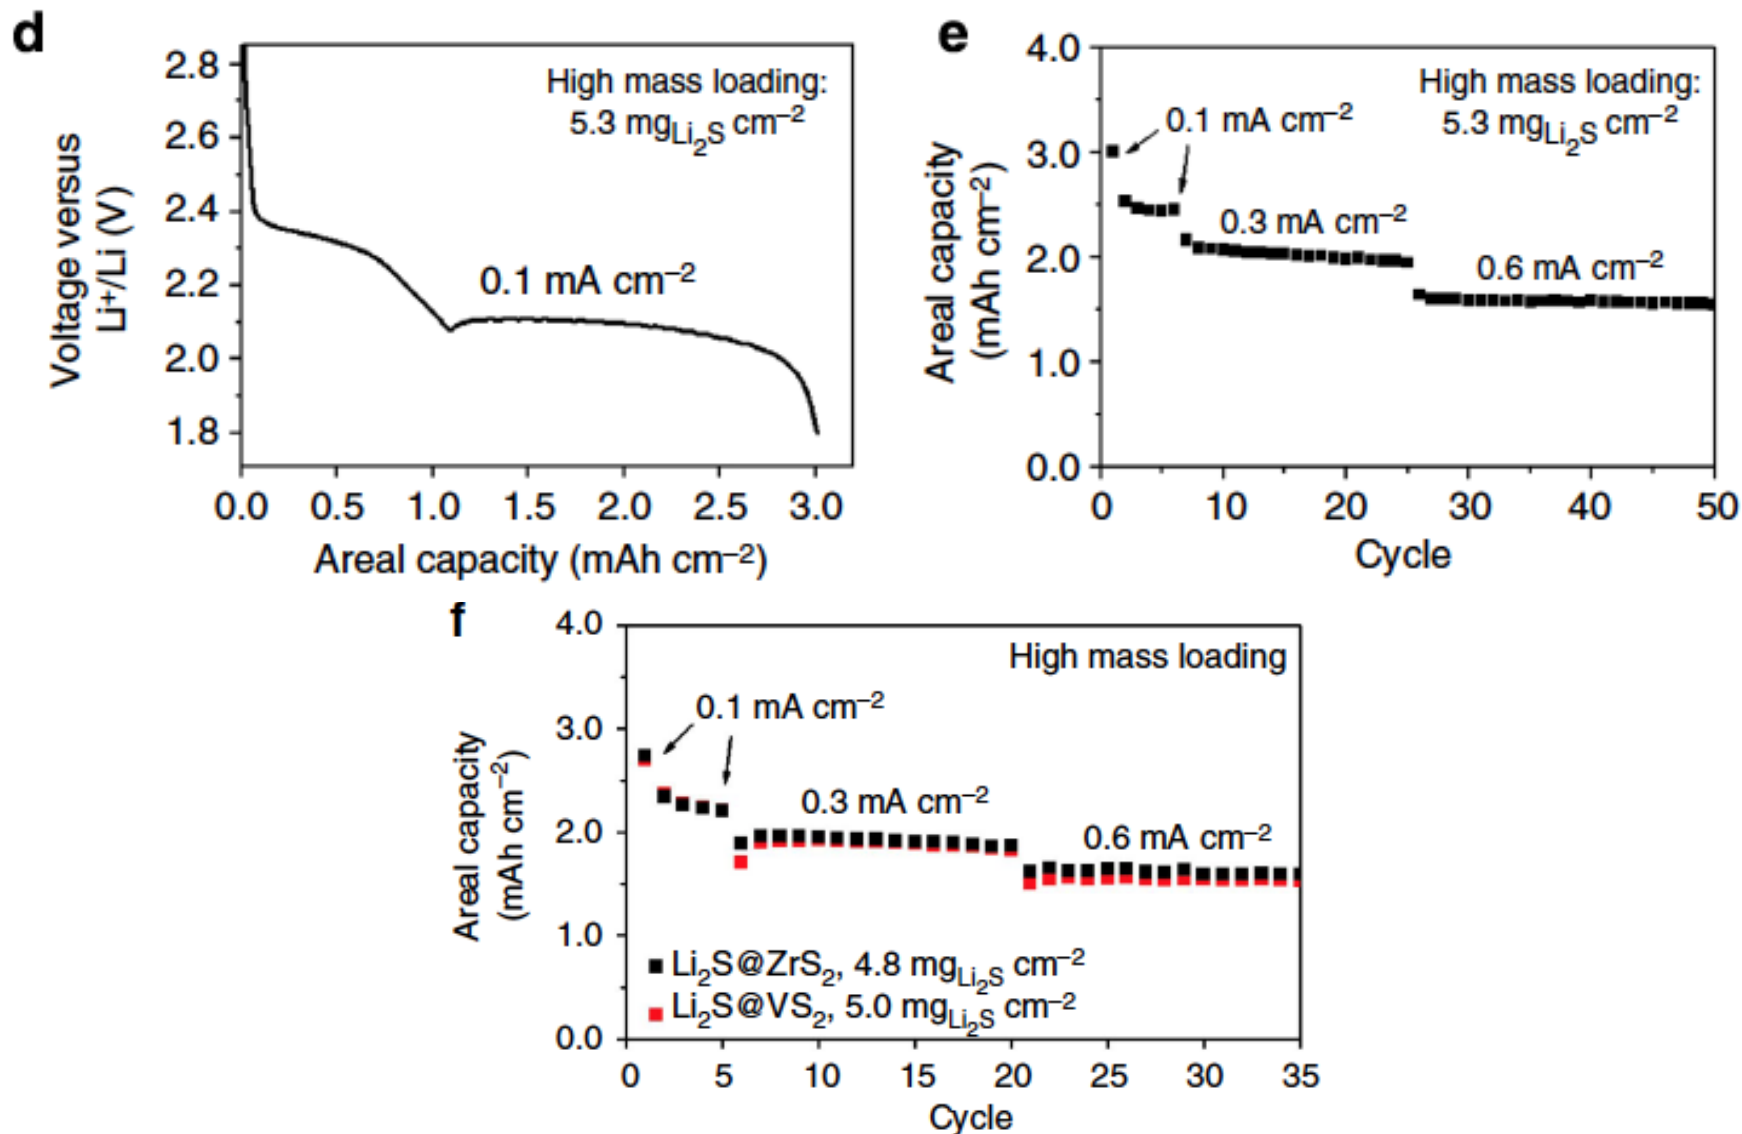 d
High mass loading:
5.3 mg_Li₂S cm⁻²
0.1 mA cm⁻²
Voltage versus
Li⁺/Li (V)
2.8
2.6
2.4
2.2
2.0
1.8
0.0 0.5 1.0 1.5 2.0 2.5 3.0
Areal capacity (mAh cm⁻²)
e
High mass loading:
5.3 mg_Li₂S cm⁻²
0.1 mA cm⁻²
0.3 mA cm⁻²
0.6 mA cm⁻²
Areal capacity
(mAh cm⁻²)
4.0
3.0
2.0
1.0
0.0
0 10 20 30 40 50
Cycle
f
High mass loading
0.1 mA cm⁻²
0.3 mA cm⁻²
0.6 mA cm⁻²
Li₂S@ZrS₂, 4.8 mg_Li₂S cm⁻²
Li₂S@VS₂, 5.0 mg_Li₂S cm⁻²
Areal capacity
(mAh cm⁻²)
4.0
3.0
2.0
1.0
0.0
0 5 10 15 20 25 30 35
Cycle